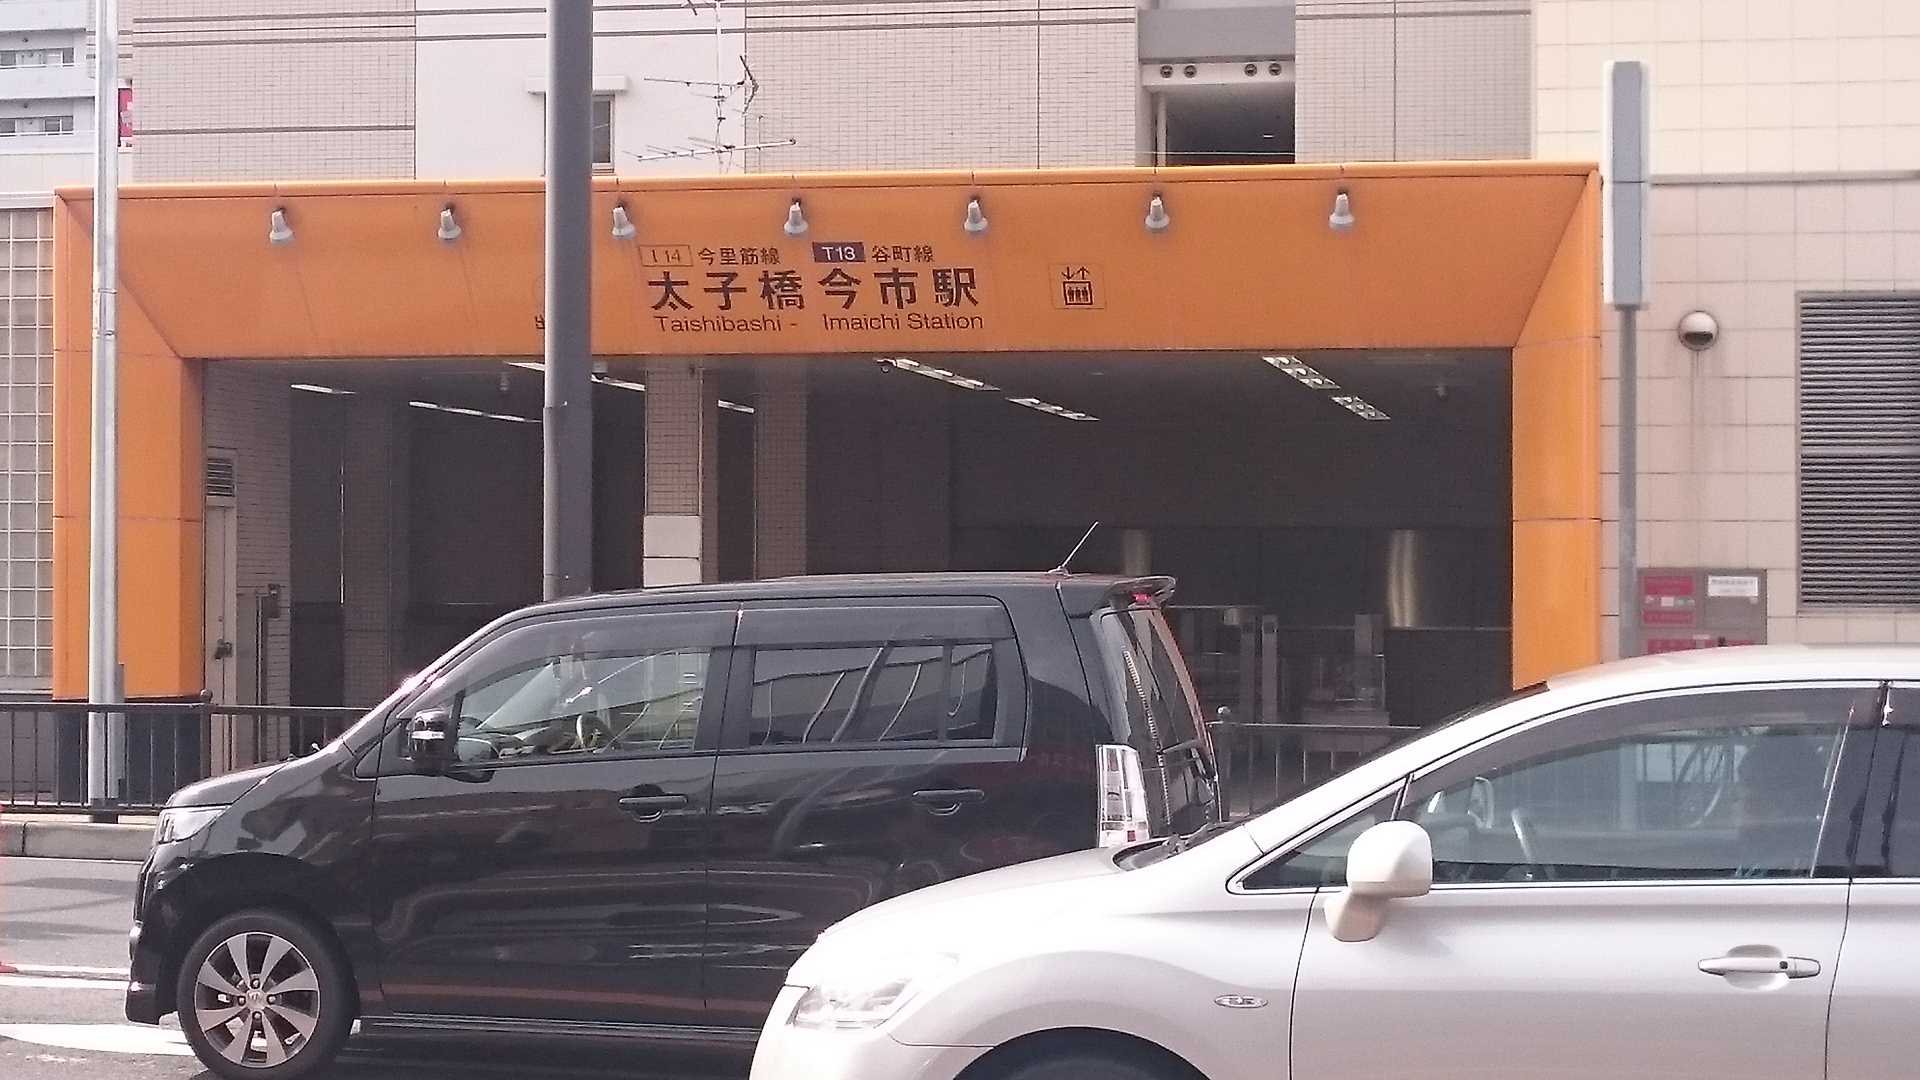 I14 今里筋線 T13 谷町線
太子橋今市駅
Taishibashi - Imaichi Station